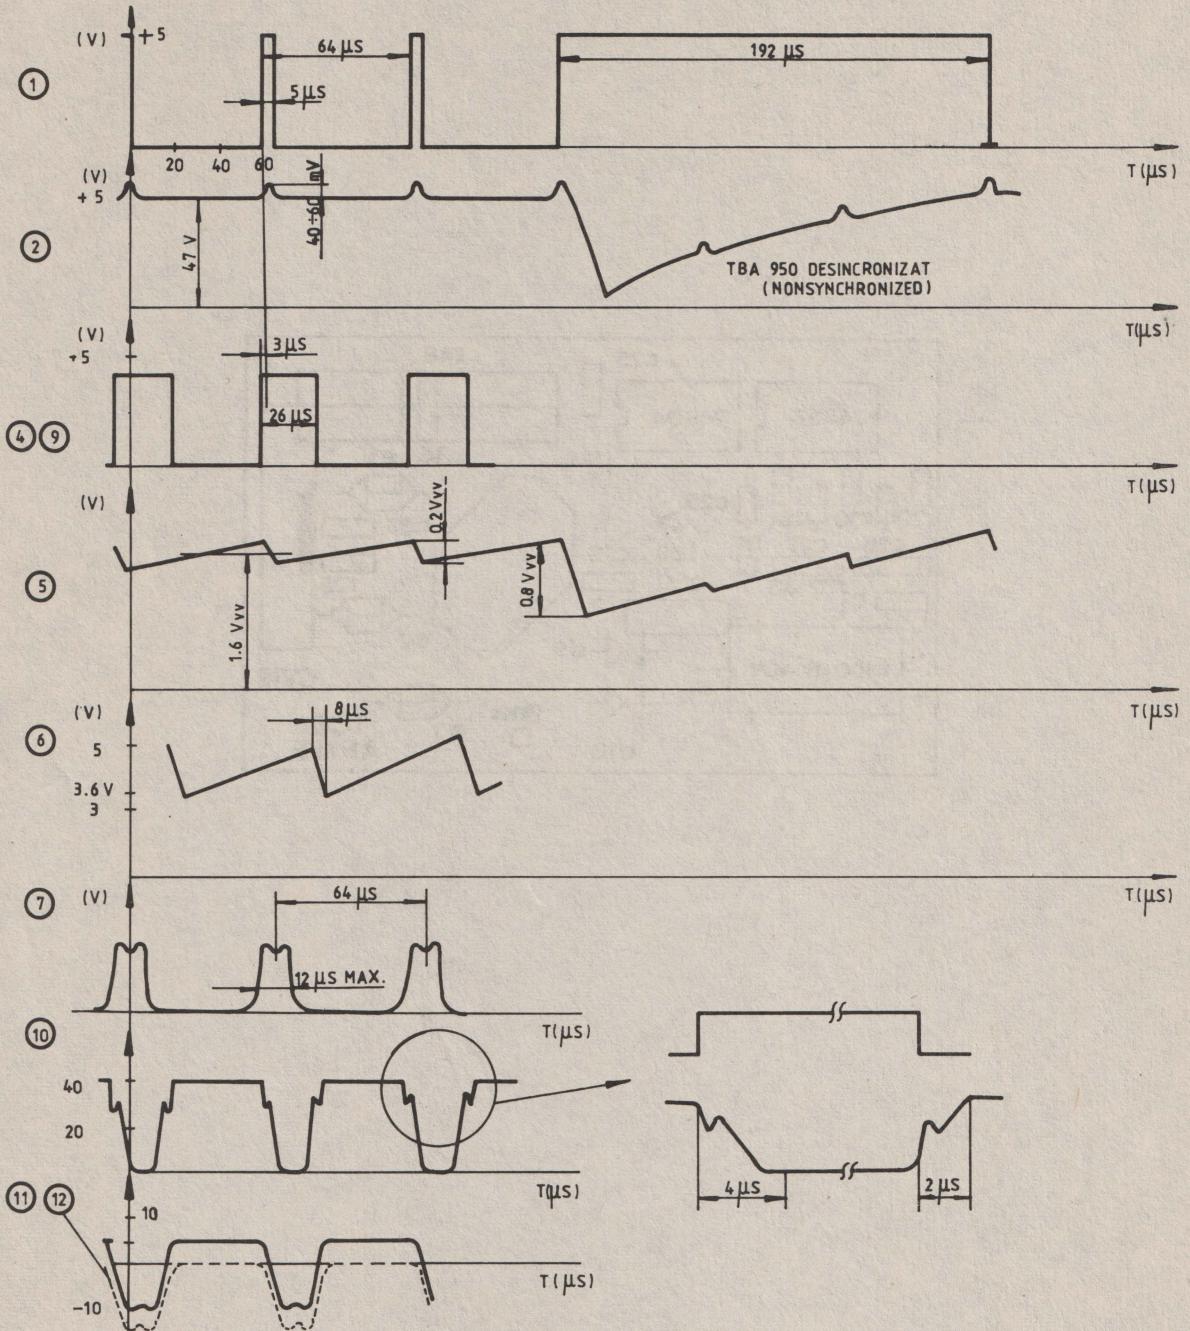 (V) +5
64 µS
192 µS
1
5 µS
20 40 60
T(µS)
(V)
+5
40÷60 mV
2
47 V
TBA 950 DESINCRONIZAT
(NONSYNCHRONIZED)
T(µS)
(V)
+5
3 µS
26 µS
4 9
T(µS)
(V)
0.2 Vvv
5
0.8 Vvv
1.6 Vvv
T(µS)
(V)
8 µS
6
5
3.6 V
3
7
(V)
64 µS
T(µS)
12 µS MAX.
T(µS)
10
40
20
T(µS)
4 µS
2 µS
11 12
10
T(µS)
-10